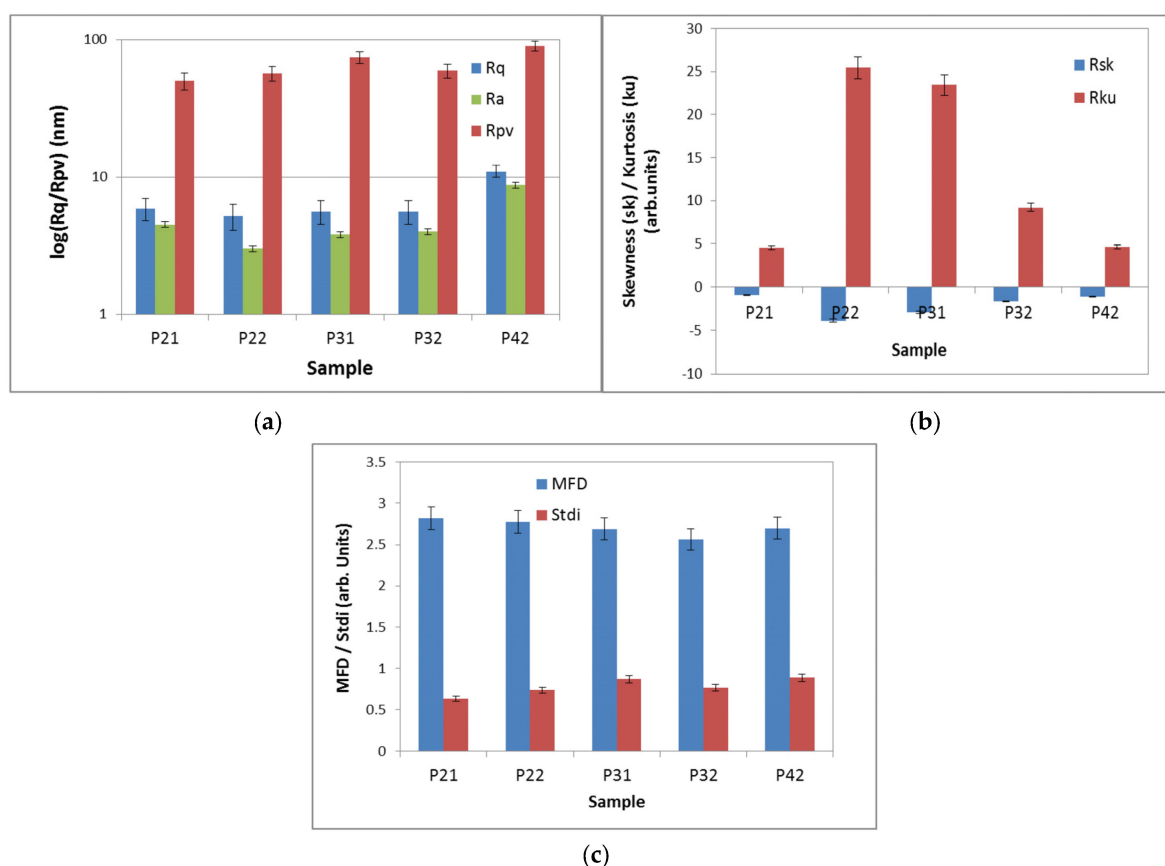 100
10
1
log(Rq/Rpv) (nm)
Rq
Ra
Rpv
P21 P22 P31 P32 P42
Sample
(a)
30
25
20
15
10
5
0
-5
-10
Skewness (sk) / Kurtosis (ku)
(arb.units)
Rsk
Rku
P21 P22 P31 P32 P42
Sample
(b)
3.5
3
2.5
2
1.5
1
0.5
0
MFD / Stdi (arb. Units)
MFD
Stdi
P21 P22 P31 P32 P42
Sample
(c)